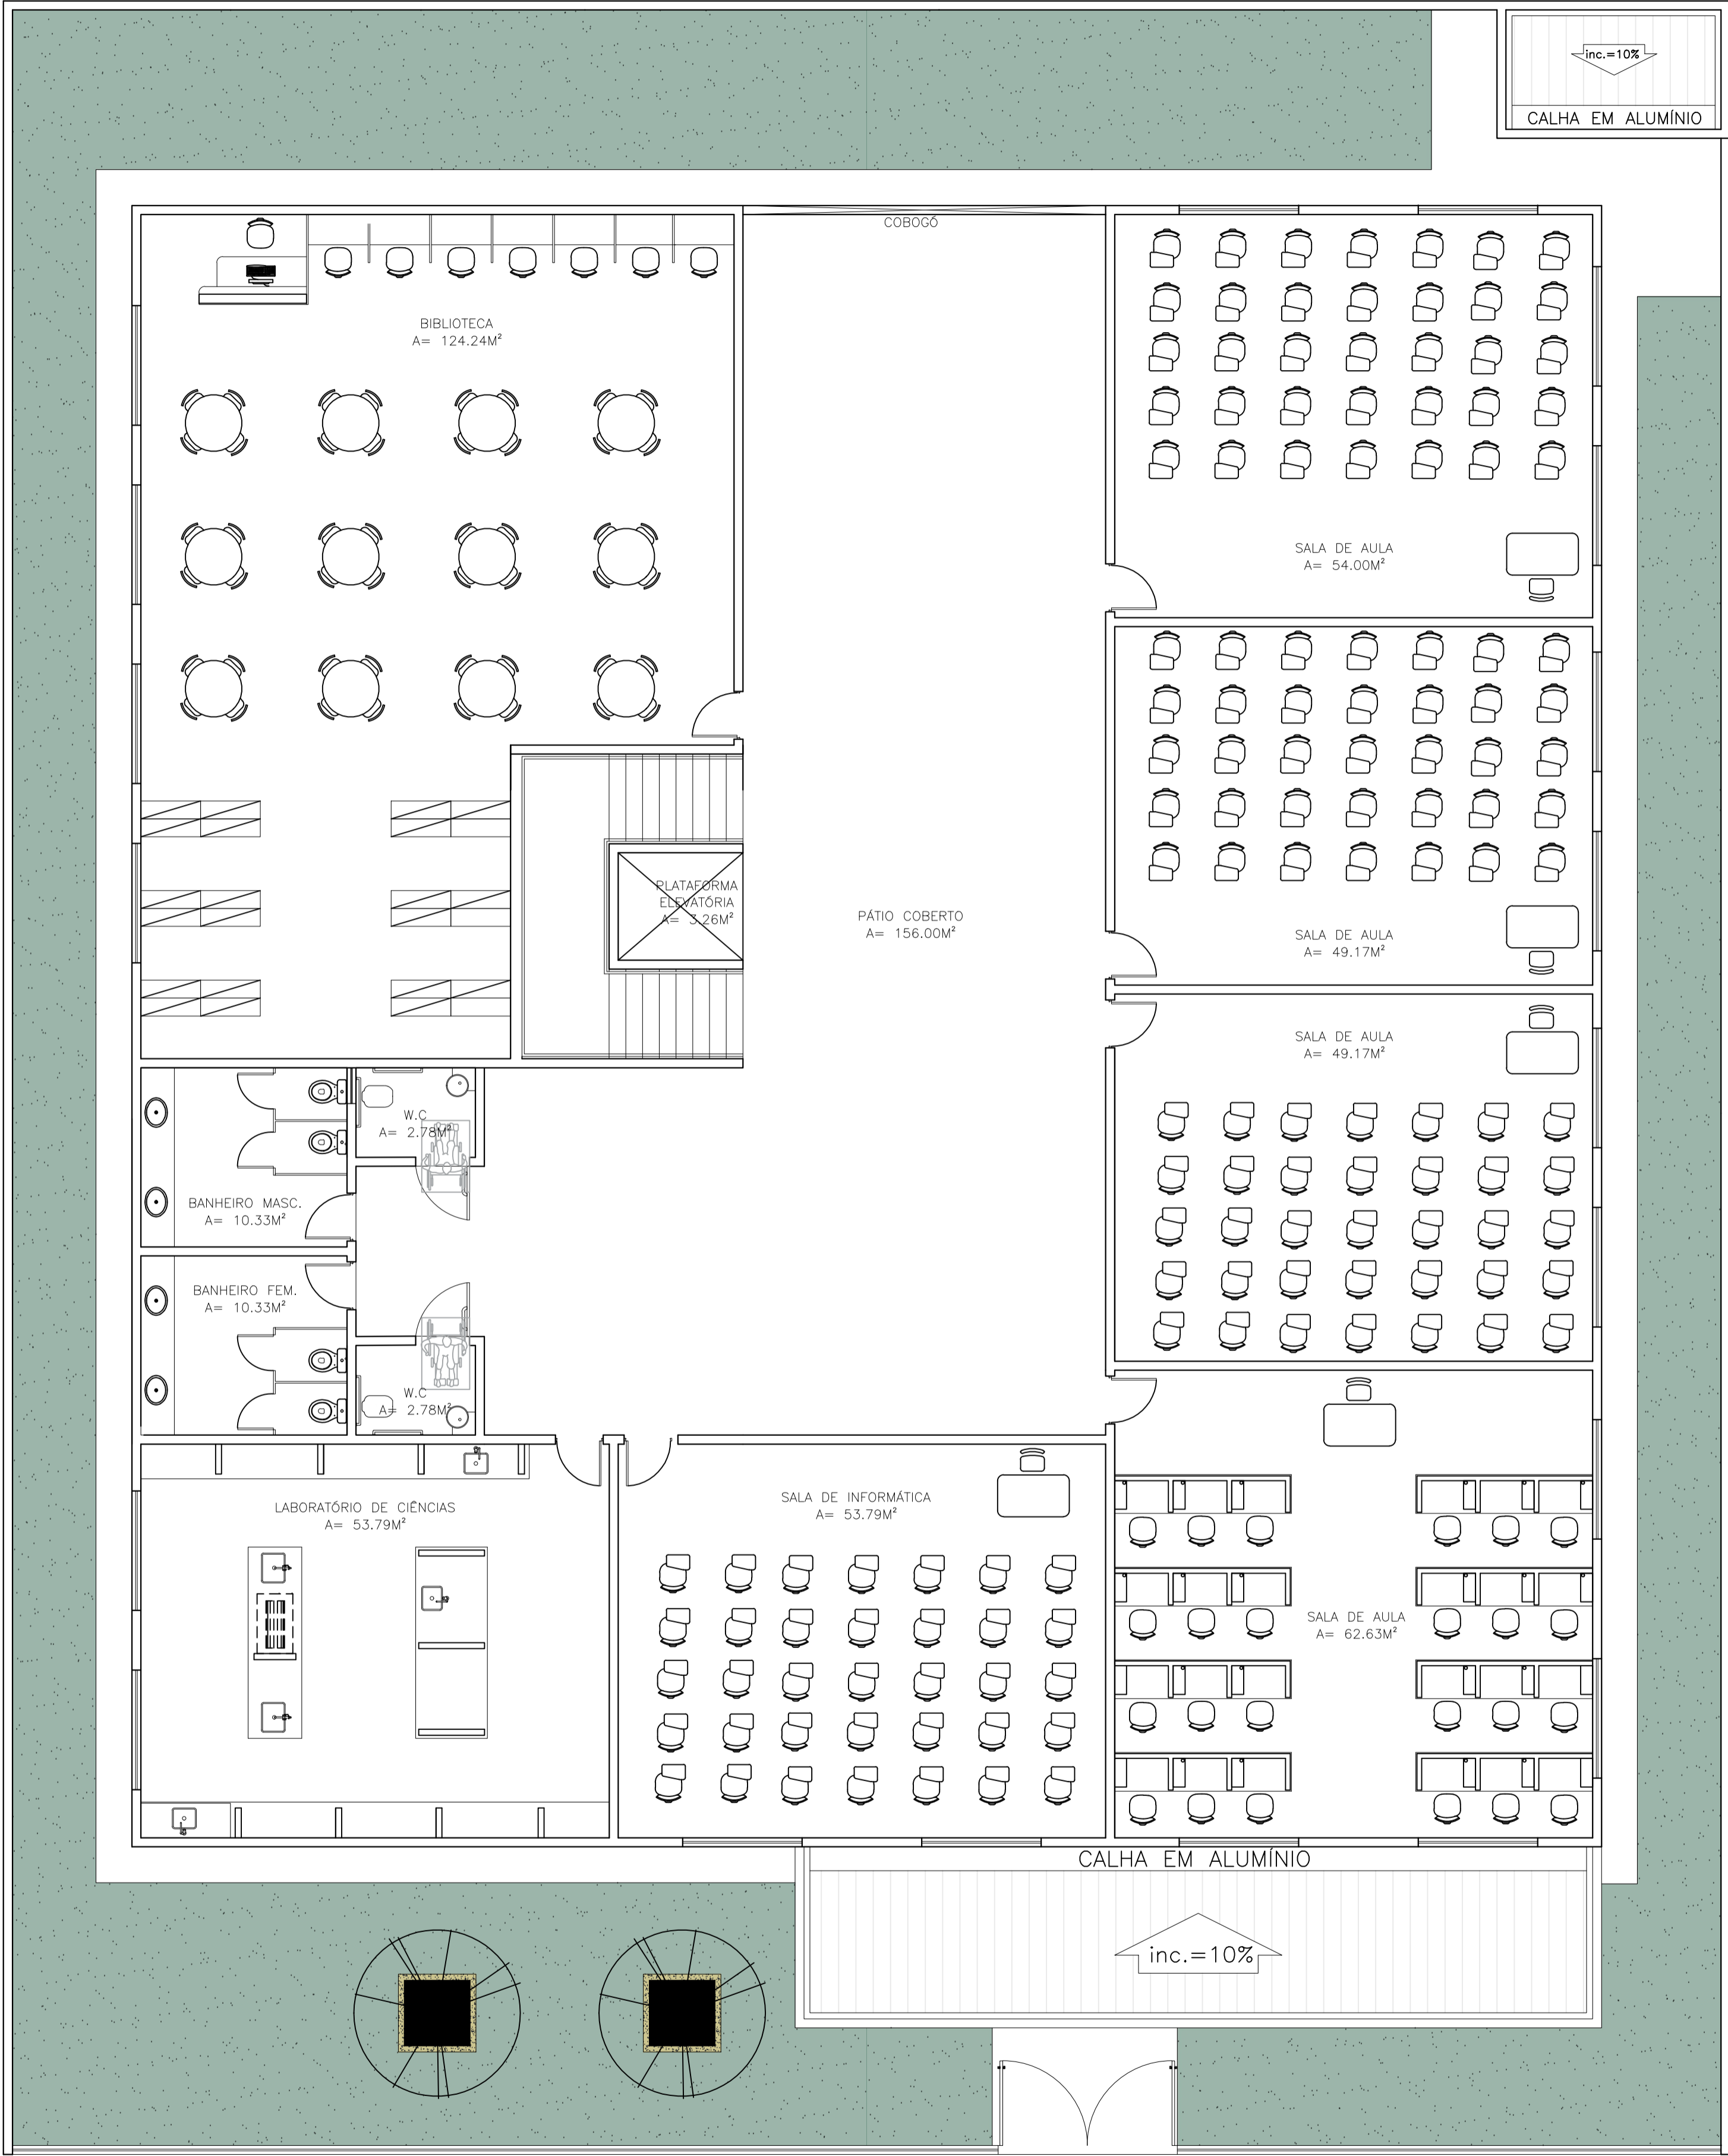 inc.=10%
CALHA EM ALUMÍNIO
COBOGÓ
BIBLIOTECA
A= 124.24M²
SALA DE AULA
A= 54.00M²
PLATAFORMA
ELEVATÓRIA
A= 3.26M²
PÁTIO COBERTO
A= 156.00M²
SALA DE AULA
A= 49.17M²
SALA DE AULA
A= 49.17M²
W.C
A= 2.78M²
BANHEIRO MASC.
A= 10.33M²
BANHEIRO FEM.
A= 10.33M²
W.C
A= 2.78M²
LABORATÓRIO DE CIÊNCIAS
A= 53.79M²
SALA DE INFORMÁTICA
A= 53.79M²
SALA DE AULA
A= 62.63M²
CALHA EM ALUMÍNIO
inc.=10%